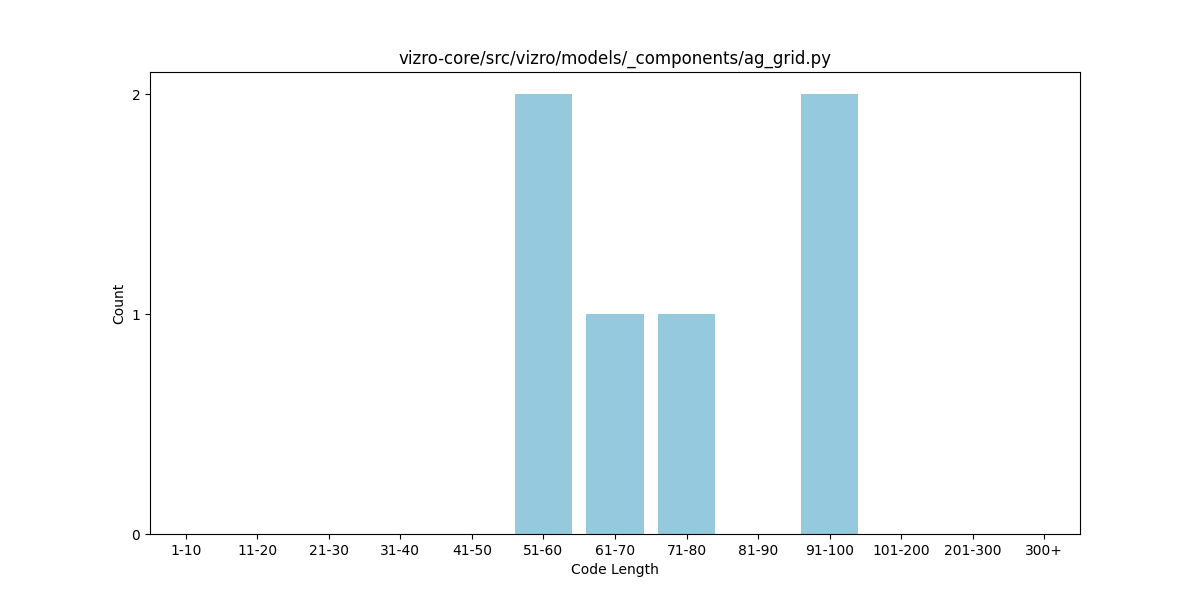 vizro-core/src/vizro/models/_components/ag_grid.py
2
1
0
Count
1-10 11-20 21-30 31-40 41-50 51-60 61-70 71-80 81-90 91-100 101-200 201-300 300+
Code Length